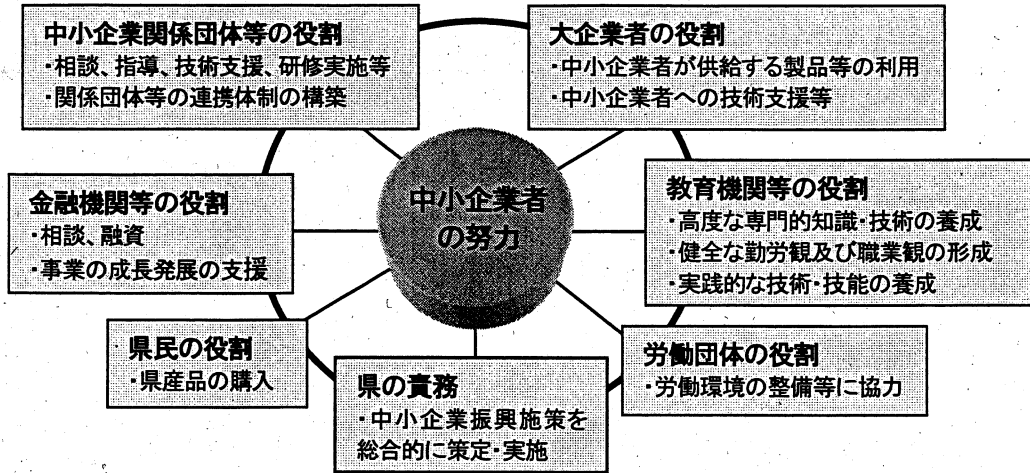 中小企業関係団体等の役割
・相談、指導、技術支援、研修実施等
・関係団体等の連携体制の構築
大企業者の役割
・中小企業者が供給する製品等の利用
・中小企業者への技術支援等
金融機関等の役割
・相談、融資
・事業の成長発展の支援
中小企業者
の努力
教育機関等の役割
・高度な専門的知識・技術の養成
・健全な勤労観及び職業観の形成
・実践的な技術・技能の養成
県民の役割
・県産品の購入
県の責務
・中小企業振興施策を
総合的に策定・実施
労働団体の役割
・労働環境の整備等に協力